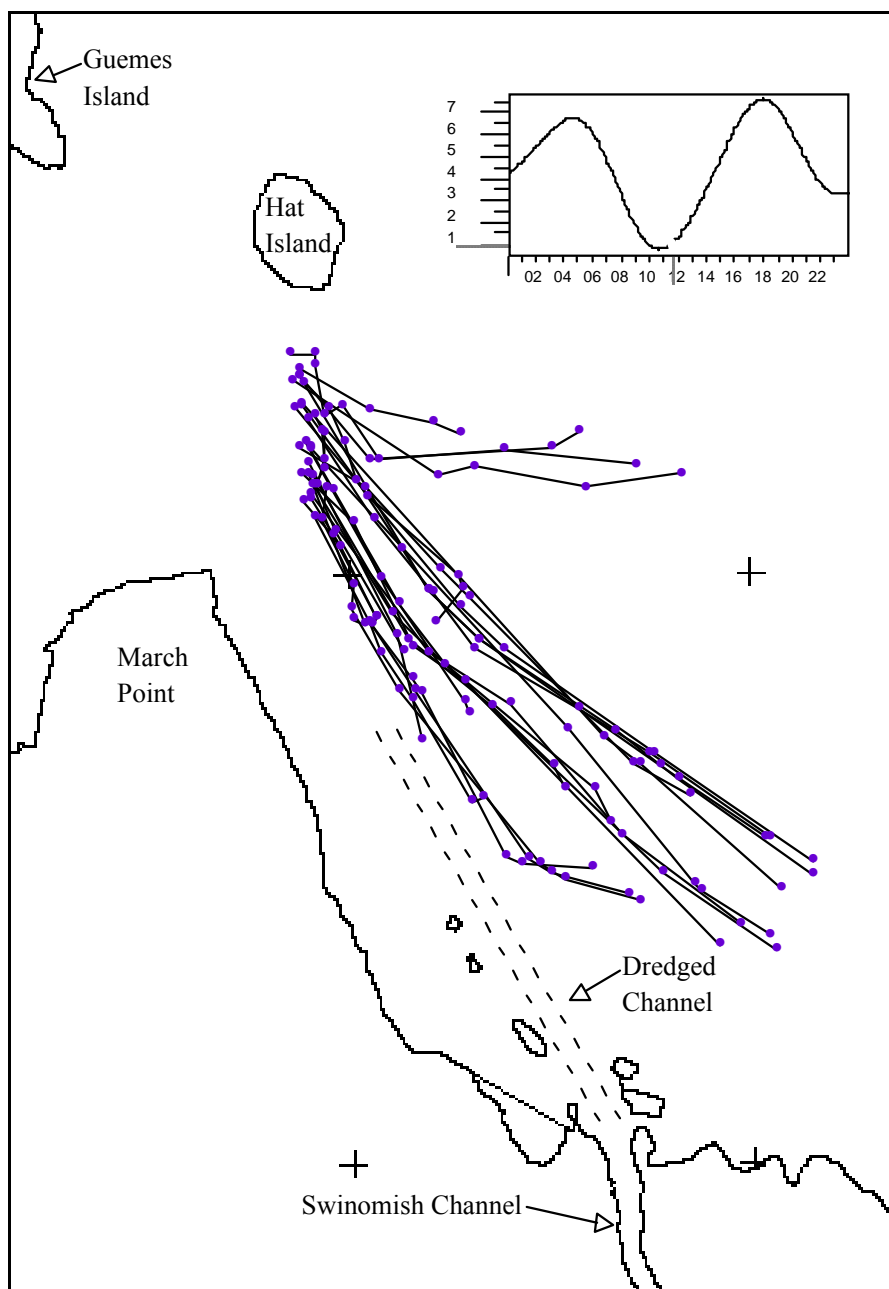 Guemes
Island
Hat
Island
7
6
5
4
3
2
1
02 04 06 08 10 12 14 16 18 20 22
March
Point
Dredged
Channel
Swinomish Channel